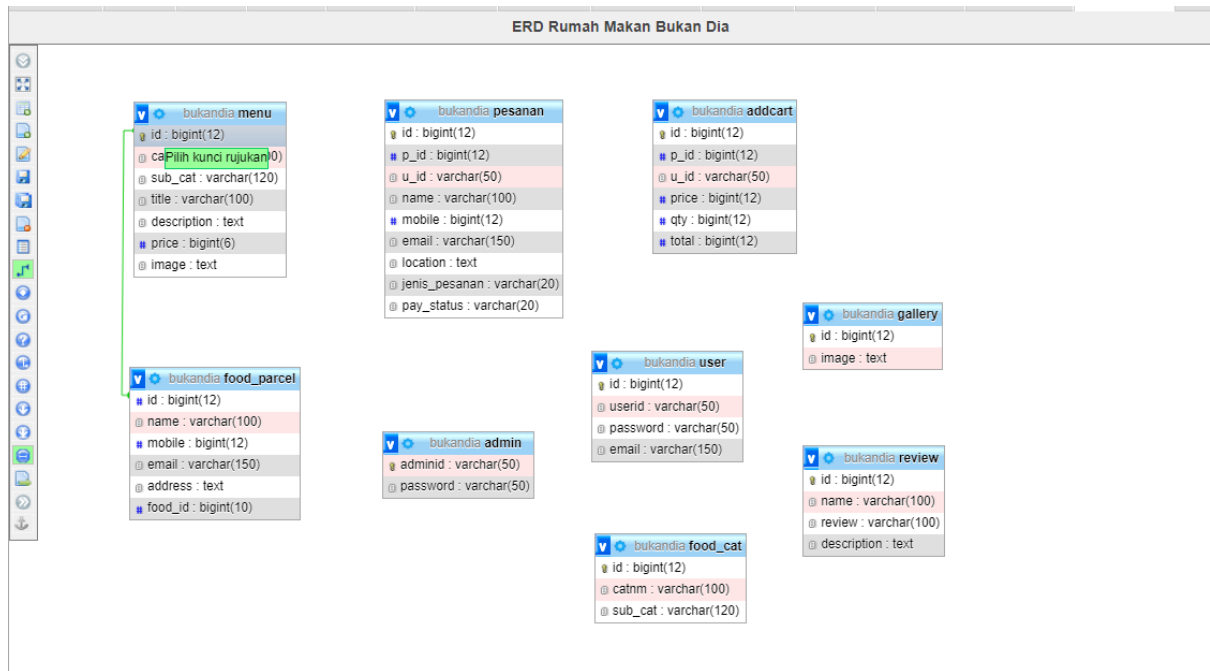 ERD Rumah Makan Bukan Dia
bukandia menu
id : bigint(12)
ca
Pilih kunci rujukan
0)
sub_cat : varchar(120)
title : varchar(100)
description : text
price : bigint(6)
image : text
bukandia pesanan
id : bigint(12)
p_id : bigint(12)
u_id : varchar(50)
name : varchar(100)
mobile : bigint(12)
email : varchar(150)
location : text
jenis_pesanan : varchar(20)
pay_status : varchar(20)
bukandia addcart
id : bigint(12)
p_id : bigint(12)
u_id : varchar(50)
price : bigint(12)
qty : bigint(12)
total : bigint(12)
bukandia gallery
id : bigint(12)
image : text
bukandia user
id : bigint(12)
userid : varchar(50)
password : varchar(50)
email : varchar(150)
bukandia food_parcel
id : bigint(12)
name : varchar(100)
mobile : bigint(12)
email : varchar(150)
address : text
food_id : bigint(10)
bukandia admin
adminid : varchar(50)
password : varchar(50)
bukandia review
id : bigint(12)
name : varchar(100)
review : varchar(100)
description : text
bukandia food_cat
id : bigint(12)
catnm : varchar(100)
sub_cat : varchar(120)